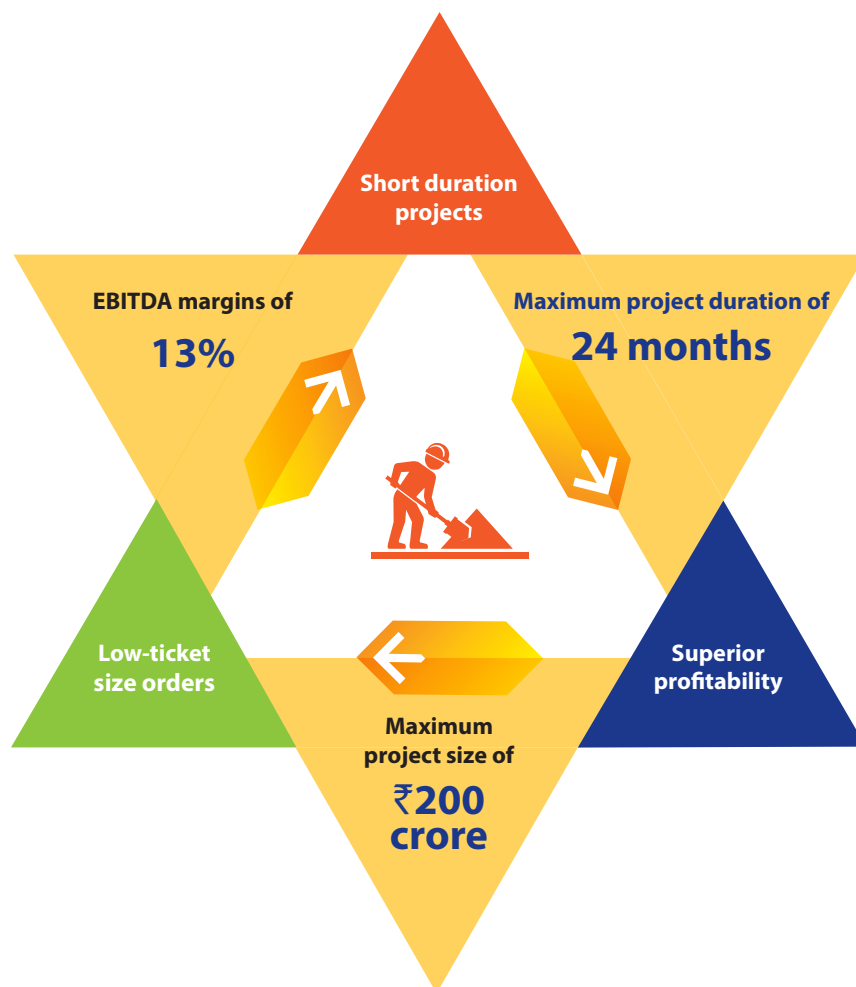 Short duration
projects
EBITDA margins of
13%
Maximum project duration of
24 months
Low-ticket
size orders
Superior
profitability
Maximum
project size of
₹200
crore